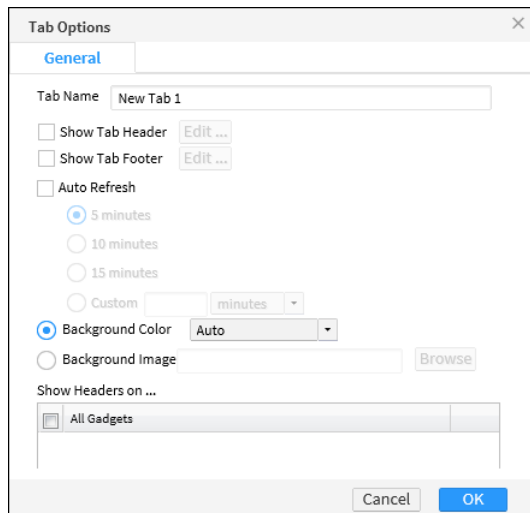 Tab Options
General
Tab Name New Tab 1
Show Tab Header Edit ...
Show Tab Footer Edit ...
Auto Refresh
5 minutes
10 minutes
15 minutes
Custom minutes
Background Color Auto
Background Image Browse
Show Headers on ...
All Gadgets
Cancel OK